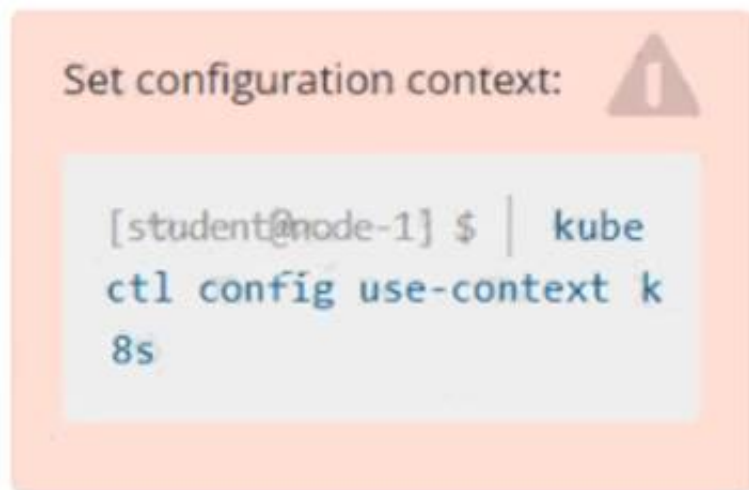 Set configuration context:
[student@node-1] $ | kube
ctl config use-context k
8s